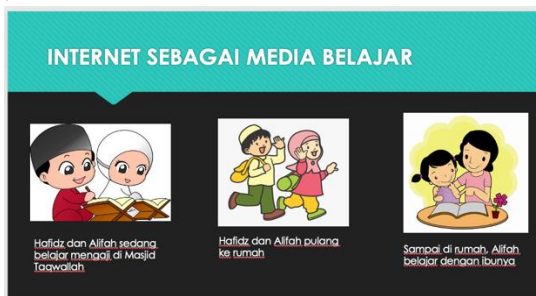 INTERNET SEBAGAI MEDIA BELAJAR
Hafidz dan Alifah sedang
belajar mengaji di Masjid
Taqwallah
Hafidz dan Alifah pulang
ke rumah
Sampai di rumah, Alifah
belajar dengan ibunya